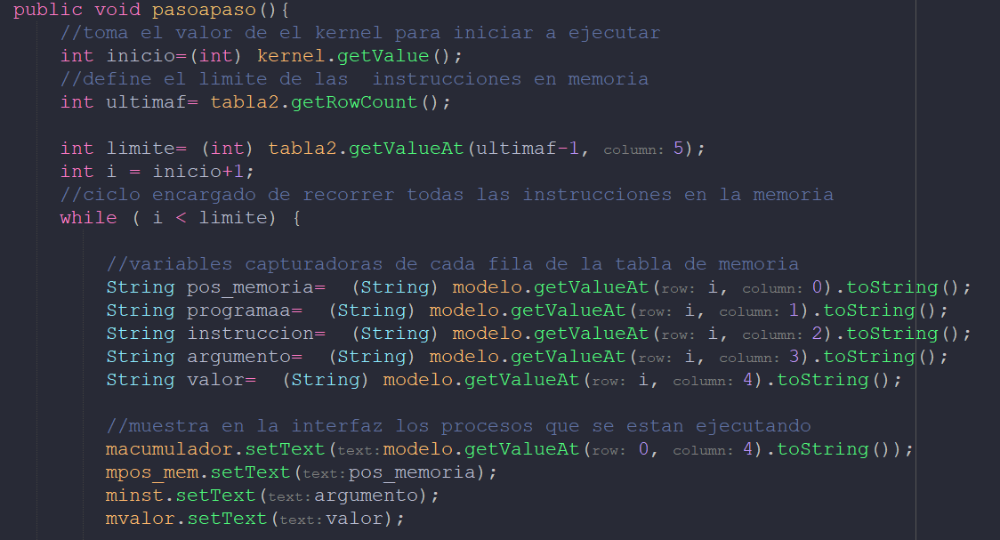 public void pasoapaso(){
//toma el valor de el kernel para iniciar a ejecutar
int inicio=(int) kernel.getValue();
//define el limite de las  instrucciones en memoria
int ultimaf= tabla2.getRowCount();
int limite= (int) tabla2.getValueAt(ultimaf-1, column: 5);
int i = inicio+1;
//ciclo encargado de recorrer todas las instrucciones en la memoria
while ( i < limite) {
//variables capturadoras de cada fila de la tabla de memoria
String pos_memoria=  (String) modelo.getValueAt(row: i, column: 0).toString();
String programaa=  (String) modelo.getValueAt(row: i, column: 1).toString();
String instruccion=  (String) modelo.getValueAt(row: i, column: 2).toString();
String argumento=  (String) modelo.getValueAt(row: i, column: 3).toString();
String valor=  (String) modelo.getValueAt(row: i, column: 4).toString();
//muestra en la interfaz los procesos que se estan ejecutando
macumulador.setText(text:modelo.getValueAt(row: 0, column: 4).toString());
mpos_mem.setText(text:pos_memoria);
minst.setText(text:argumento);
mvalor.setText(text:valor);